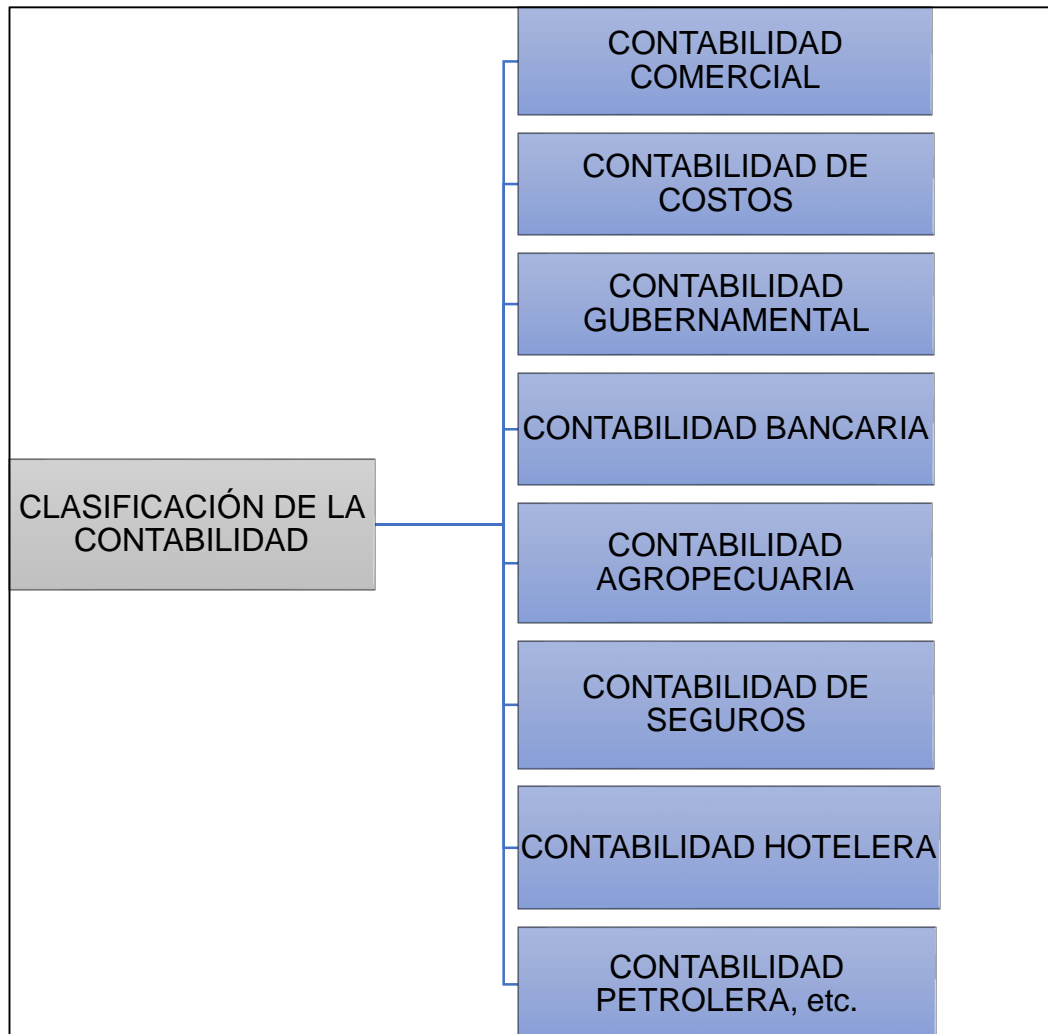 CONTABILIDAD
COMERCIAL
CONTABILIDAD DE
COSTOS
CONTABILIDAD
GUBERNAMENTAL
CONTABILIDAD BANCARIA
CLASIFICACIÓN DE LA
CONTABILIDAD
CONTABILIDAD
AGROPECUARIA
CONTABILIDAD DE
SEGUROS
CONTABILIDAD HOTELERA
CONTABILIDAD
PETROLERA, etc.